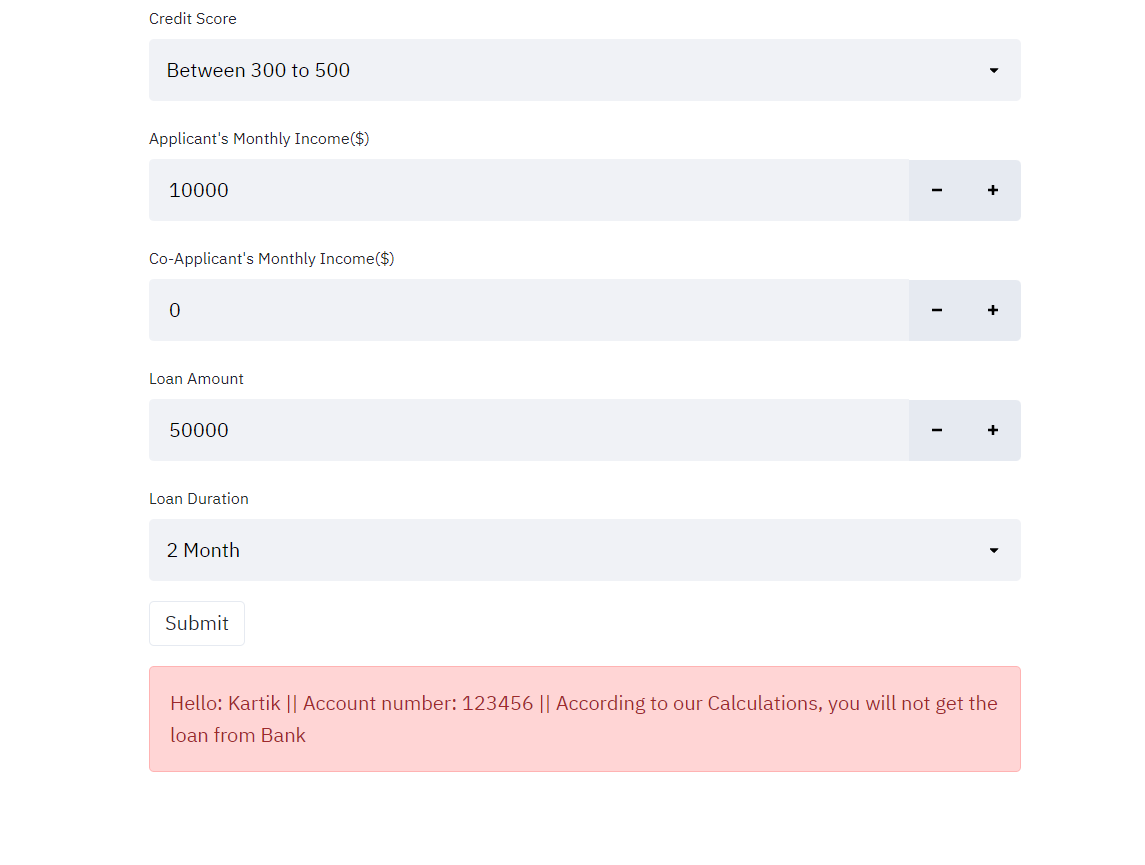 Credit Score
Between 300 to 500
Applicant's Monthly Income($)
10000
Co-Applicant's Monthly Income($)
0
Loan Amount
50000
Loan Duration
2 Month
Submit
Hello: Kartik || Account number: 123456 || According to our Calculations, you will not get the
loan from Bank